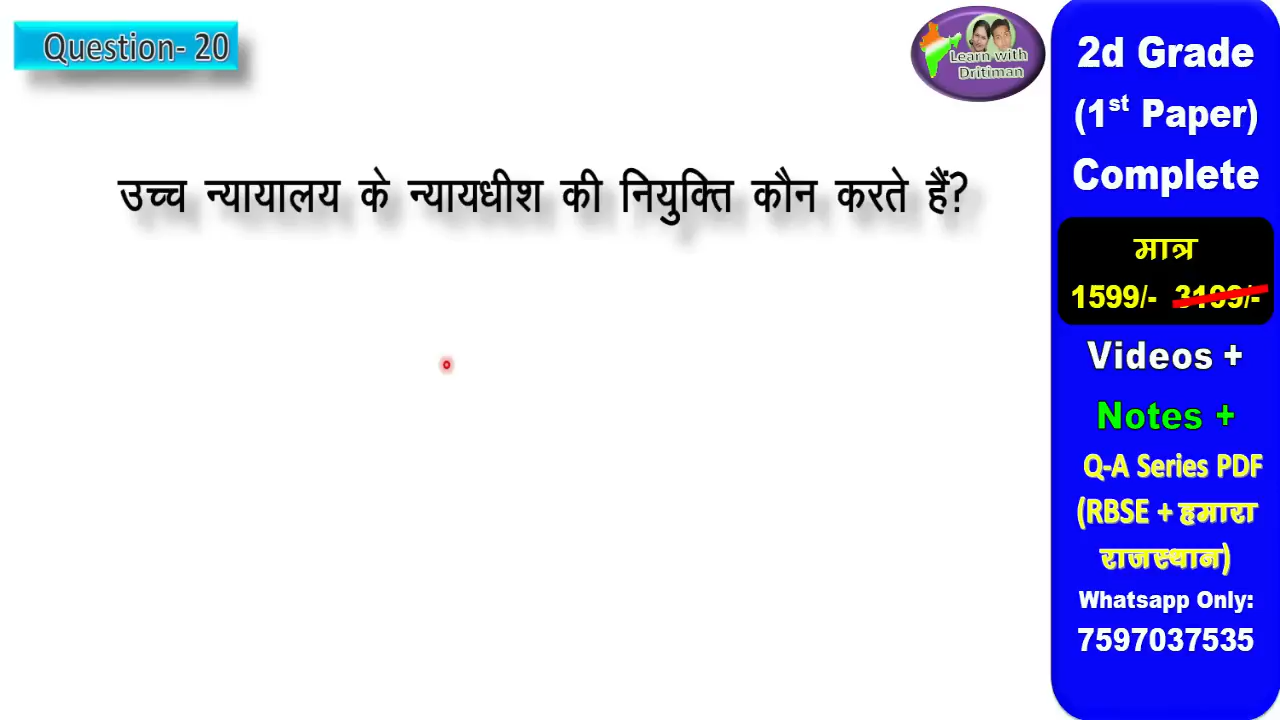 Question- 20
Learn with
Dritiman
उच्च न्यायालय के न्यायधीश की नियुक्ति कौन करते हैं?
2d Grade
(1st Paper)
Complete
मात्र
1599/- 3199/-
Videos +
Notes +
Q-A Series PDF
(RBSE + हमारा
राजस्थान)
Whatsapp Only:
7597037535